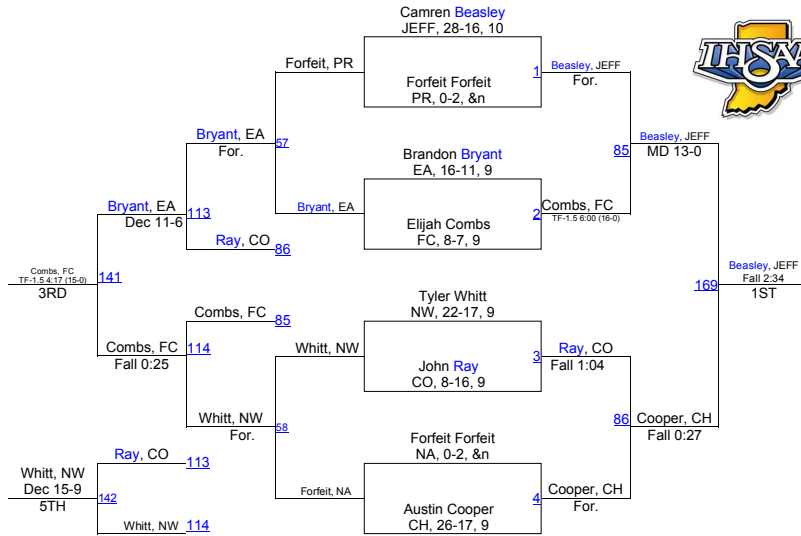 Camren Beasley
JEFF, 28-16, 10
IHSAA
Forfeit, PR
1
Beasley, JEFF
For.
Forfeit Forfeit
PR, 0-2, &n
Bryant, EA
For.
57
Beasley, JEFF
MD 13-0
85
Brandon Bryant
EA, 16-11, 9
Bryant, EA
Dec 11-6
113
Bryant, EA
2
Combs, FC
TF-1.5 6:00 (16-0)
Elijah Combs
FC, 8-7, 9
Ray, CO
86
Combs, FC
TF-1.5 4:17 (15-0)
3RD
141
Beasley, JEFF
Fall 2:34
1ST
169
Tyler Whitt
NW, 22-17, 9
Combs, FC
85
Combs, FC
Fall 0:25
114
Whitt, NW
3
Ray, CO
Fall 1:04
John Ray
CO, 8-16, 9
Whitt, NW
For.
58
86
Cooper, CH
Fall 0:27
Forfeit Forfeit
NA, 0-2, &n
Ray, CO
113
Whitt, NW
Dec 15-9
5TH
142
Forfeit, NA
4
Cooper, CH
For.
Austin Cooper
CH, 26-17, 9
Whitt, NW
114